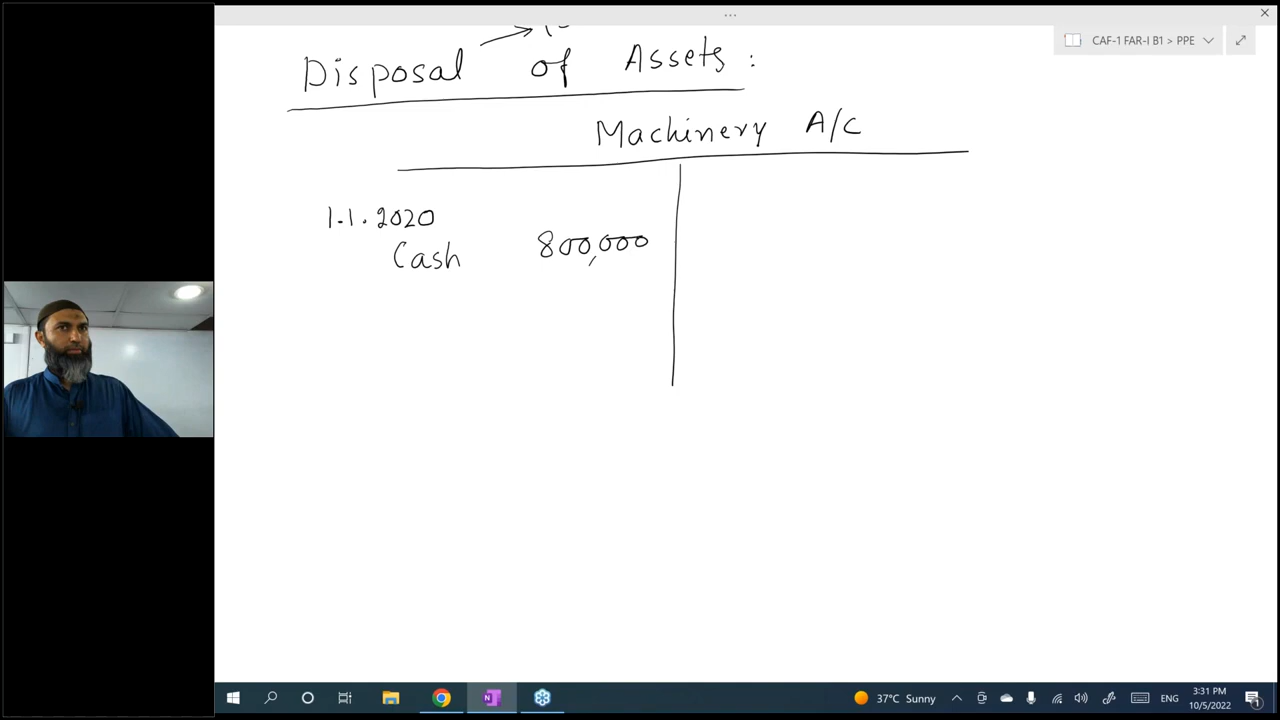 CAF-1 FAR-I B1 > PPE
Disposal of Assets :
Machinery A/C
1.1.2020
Cash 800,000
37°C Sunny
ENG
3:31 PM
10/5/2022